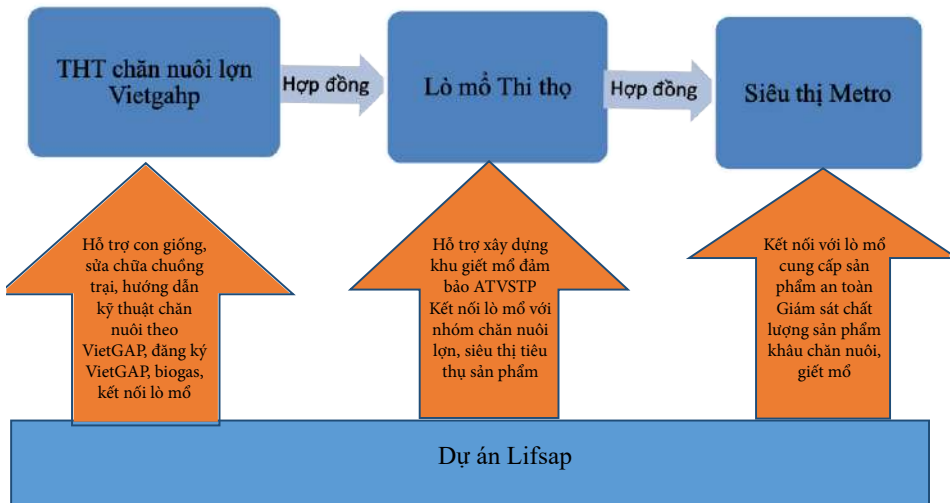 THT chăn nuôi lợn
Vietgahp
Hợp đồng
Lò mổ Thi thọ
Hợp đồng
Siêu thị Metro
Hỗ trợ con giống,
sửa chữa chuồng
trại, hướng dẫn
kỹ thuật chăn
nuôi theo
VietGAP, đăng ký
VietGAP, biogas,
kết nối lò mổ
Hỗ trợ xây dựng
khu giết mổ đảm
bảo ATVSTP
Kết nối lò mổ với
nhóm chăn nuôi
lợn, siêu thị tiêu
thụ sản phẩm
Kết nối với lò mổ
cung cấp sản
phẩm an toàn
Giám sát chất
lượng sản phẩm
khâu chăn nuôi,
giết mổ
Dự án Lifsap